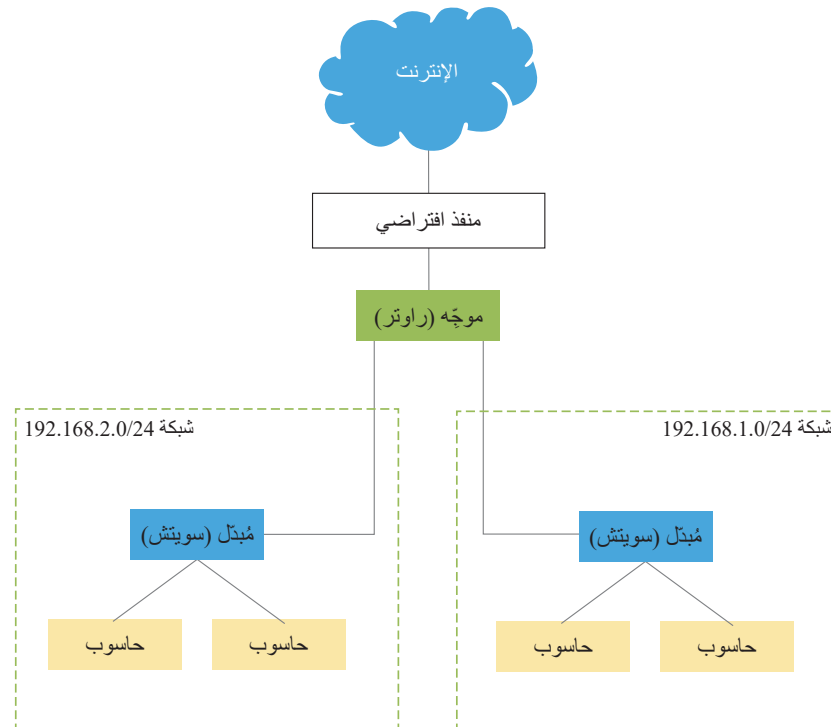 الإنترنت
منفذ افتراضي
موجِّه (راوتر)
شبكة 192.168.1.0/24
شبكة 192.168.2.0/24
مُبدّل (سويتش)
مُبدّل (سويتش)
حاسوب
حاسوب
حاسوب
حاسوب